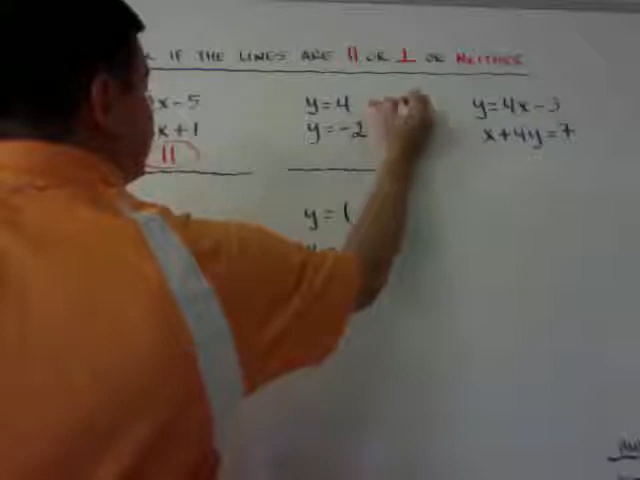 IF THE LINES ARE || OR ⊥ OR NEITHER
x-5
x+1
||
y=4
y=-2
y=4x-3
x+4y=7
y=